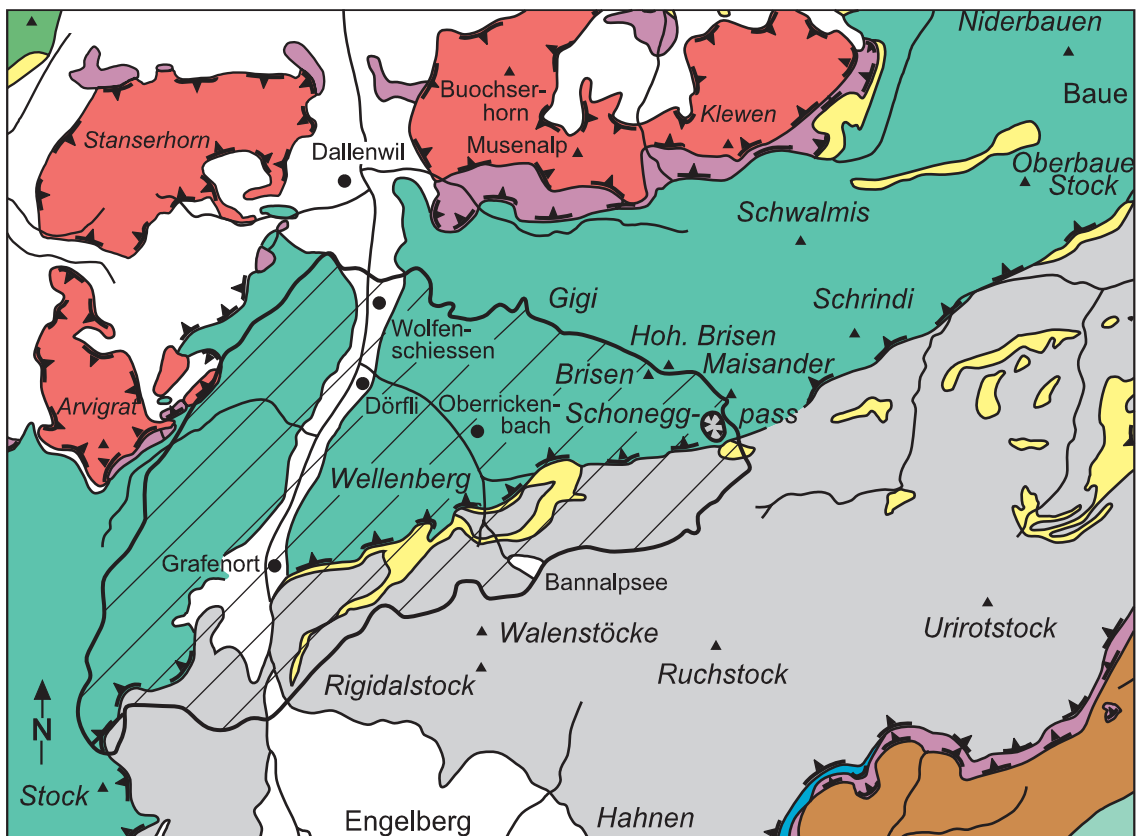 Niderbauen
Baue
Buochser-
horn
Klewen
Stanserhorn
Musenalp
Dallenwil
Oberbaue
Stock
Schwalmis
Gigi
Schrindi
Wolfen-
schiessen
Hoh. Brisen
Maisander
Brisen
Dörfli
Arvigrat
Oberricken-
bach
Schonegg-
pass
Wellenberg
Grafenort
Bannalpsee
Walenstöcke
Urirotstock
Ruchstock
Rigidalstock
N
Stock
Engelberg
Hahnen